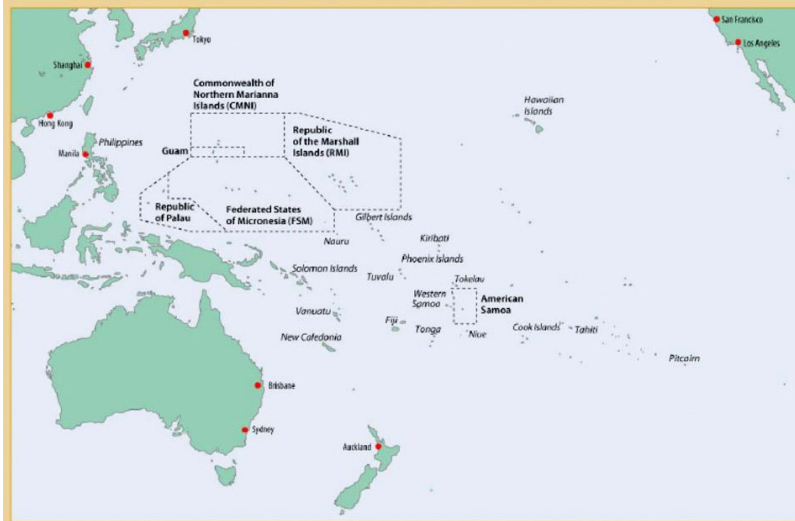 San Francisco
Los Angeles
Tokyo
Shanghai
Hong Kong
Philippines
Manila
Commonwealth of
Northern Marianna
Islands (CMNI)
Hawaiian
Islands
Guam
Republic
of the Marshall
Islands (RMI)
Republic
of Palau
Federated States
of Micronesia (FSM)
Gilbert Islands
Nauru
Kiribati
Phoenix Islands
Solomon Islands
Tuvalu
Tokelau
Western
Samoa
American
Samoa
Vanuatu
Fiji
Tonga
Niue
Cook Islands
Tahiti
New Caledonia
Pitcairn
Brisbane
Sydney
Auckland